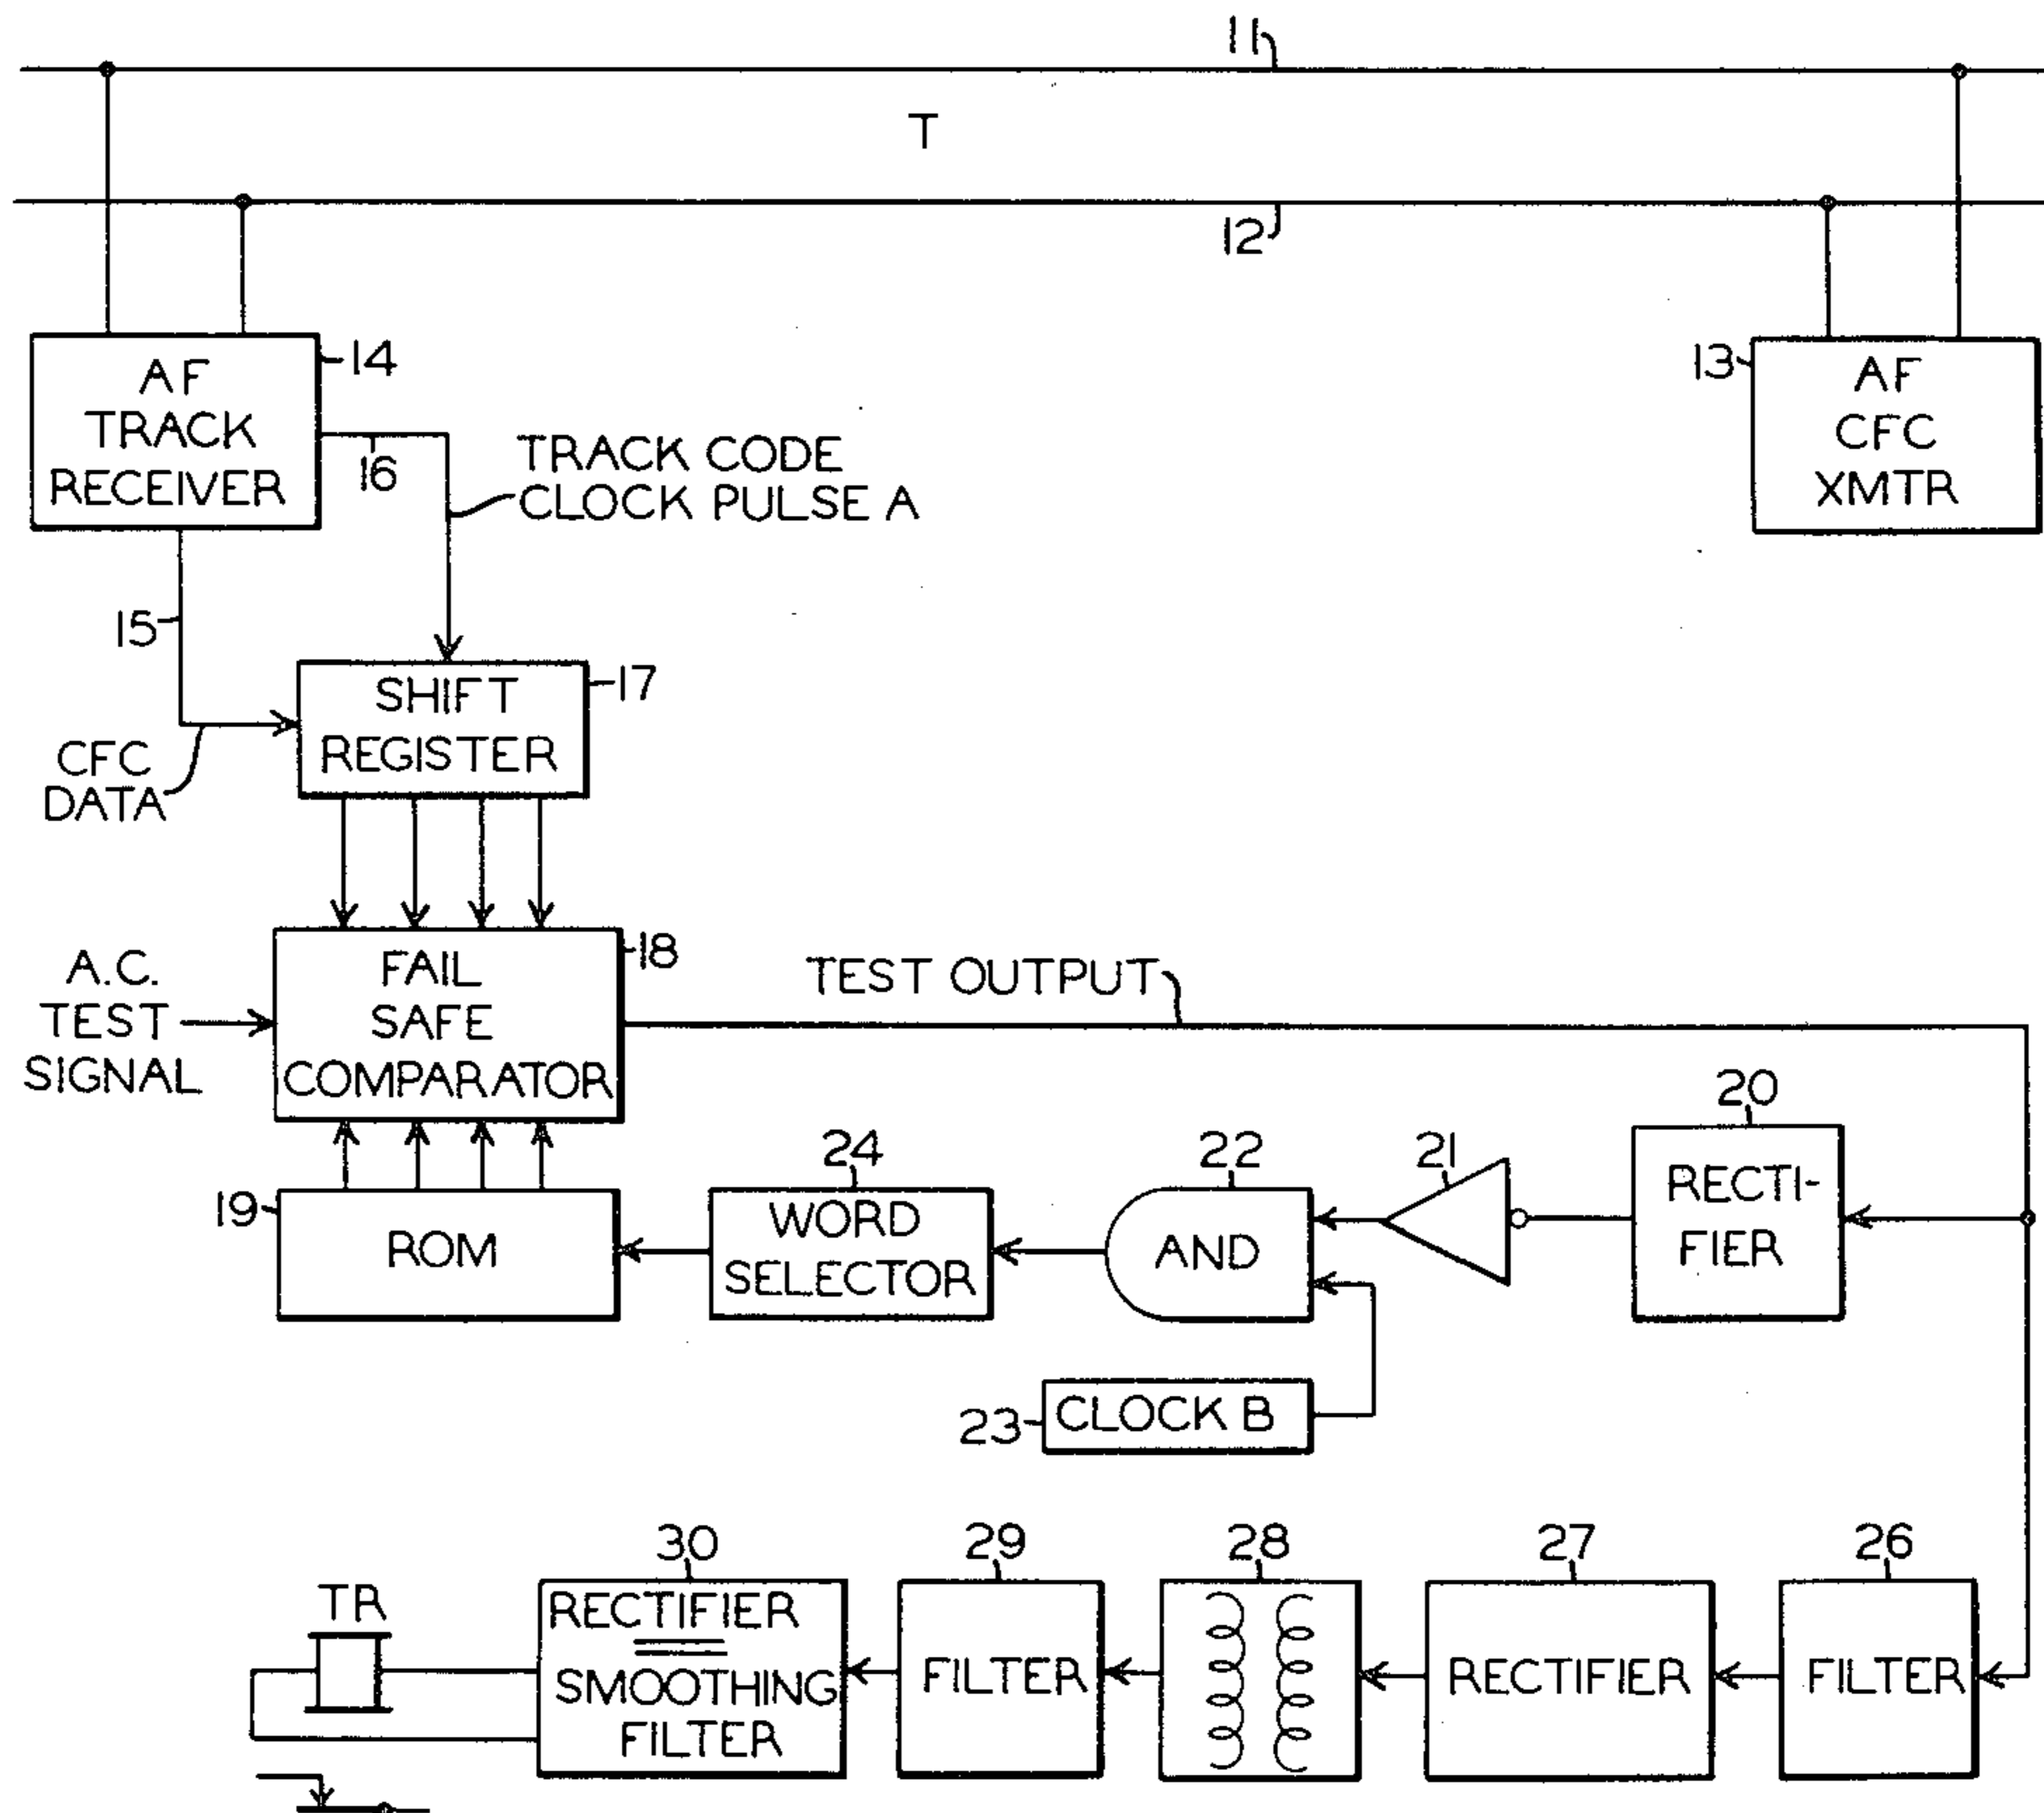 11
T
12
14
AF
TRACK
RECEIVER
16
TRACK CODE
CLOCK PULSE A
13
AF
CFC
XMTR
15
CFC
DATA
17
SHIFT
REGISTER
A.C.
TEST
SIGNAL
18
FAIL
SAFE
COMPARATOR
TEST OUTPUT
19
ROM
24
WORD
SELECTOR
22
AND
21
20
RECTI-
FIER
23
CLOCK B
TR
30
RECTIFIER
SMOOTHING
FILTER
29
FILTER
28
27
RECTIFIER
26
FILTER